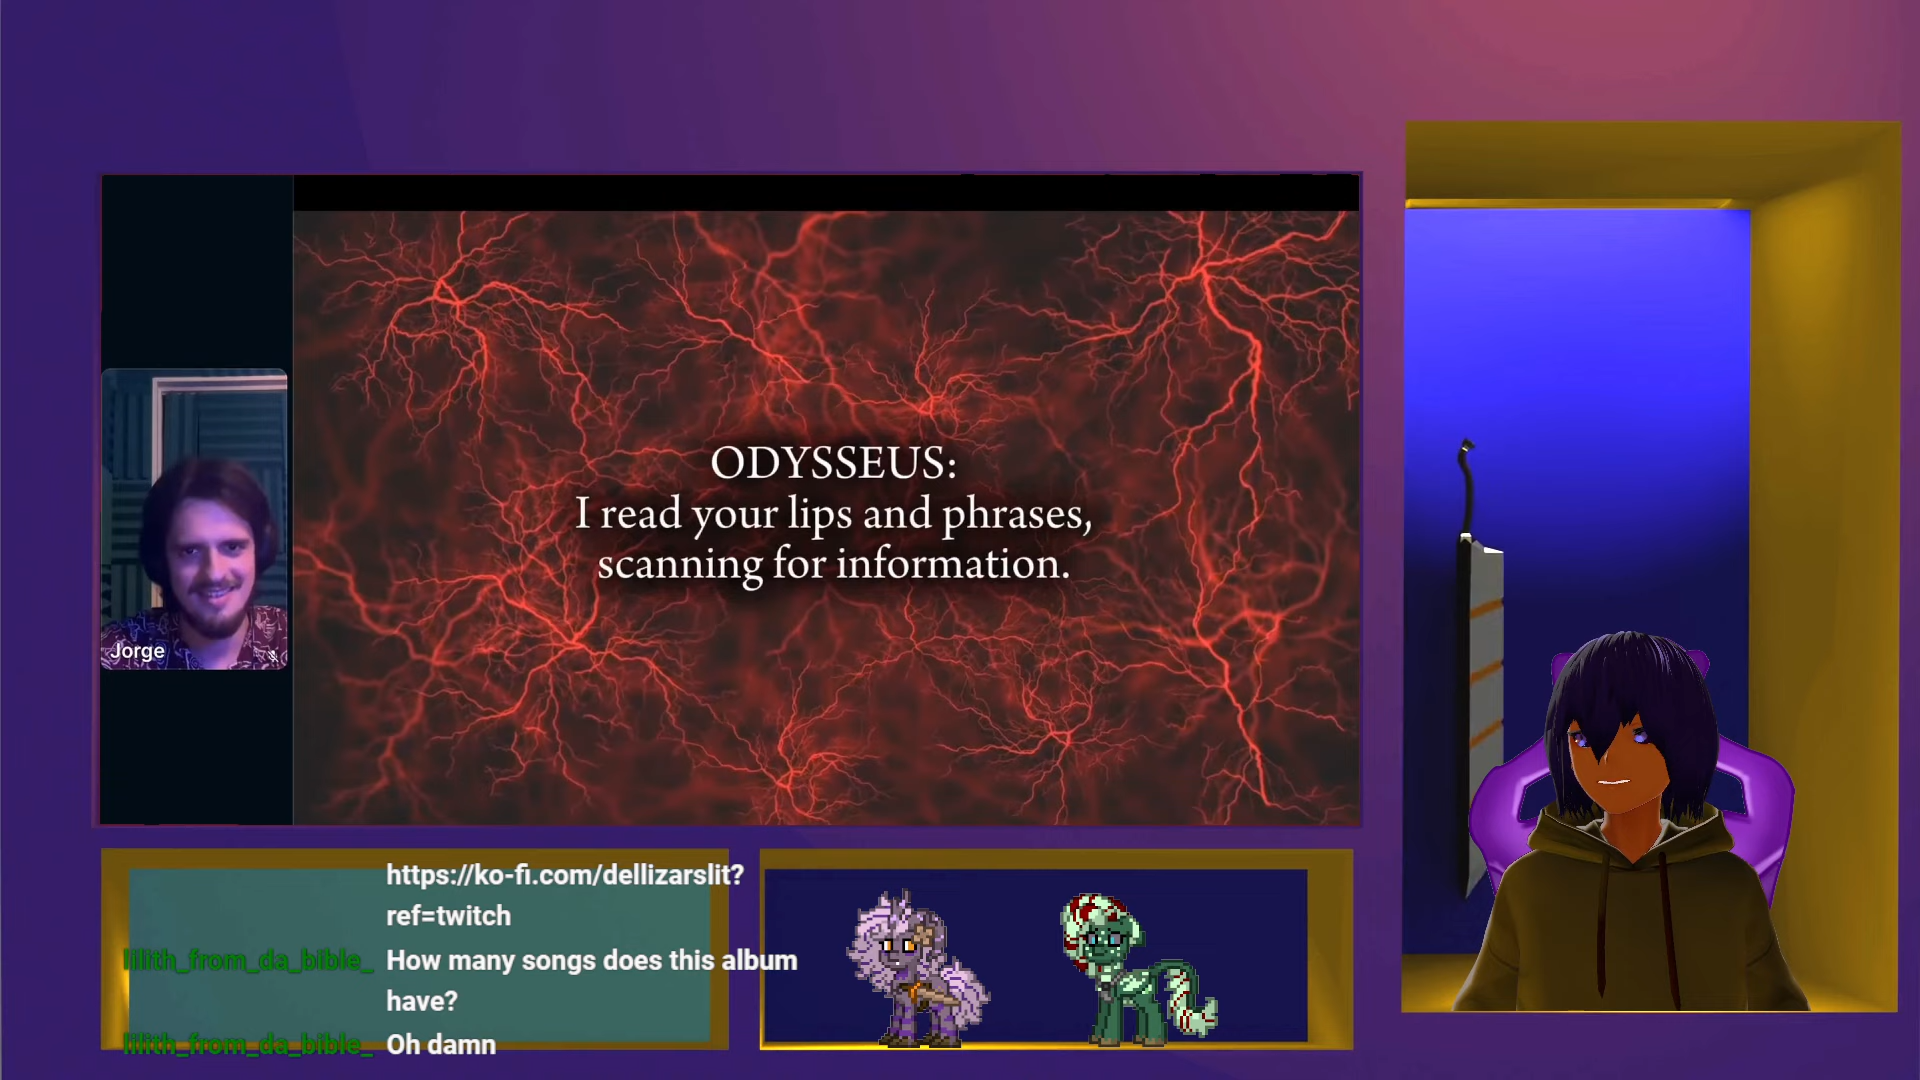 ODYSSEUS:
I read your lips and phrases,
scanning for information.
Jorge
https://ko-fi.com/dellizarslit?
ref=twitch
lilith_from_da_bible_ How many songs does this album
have?
lilith_from_da_bible_ Oh damn